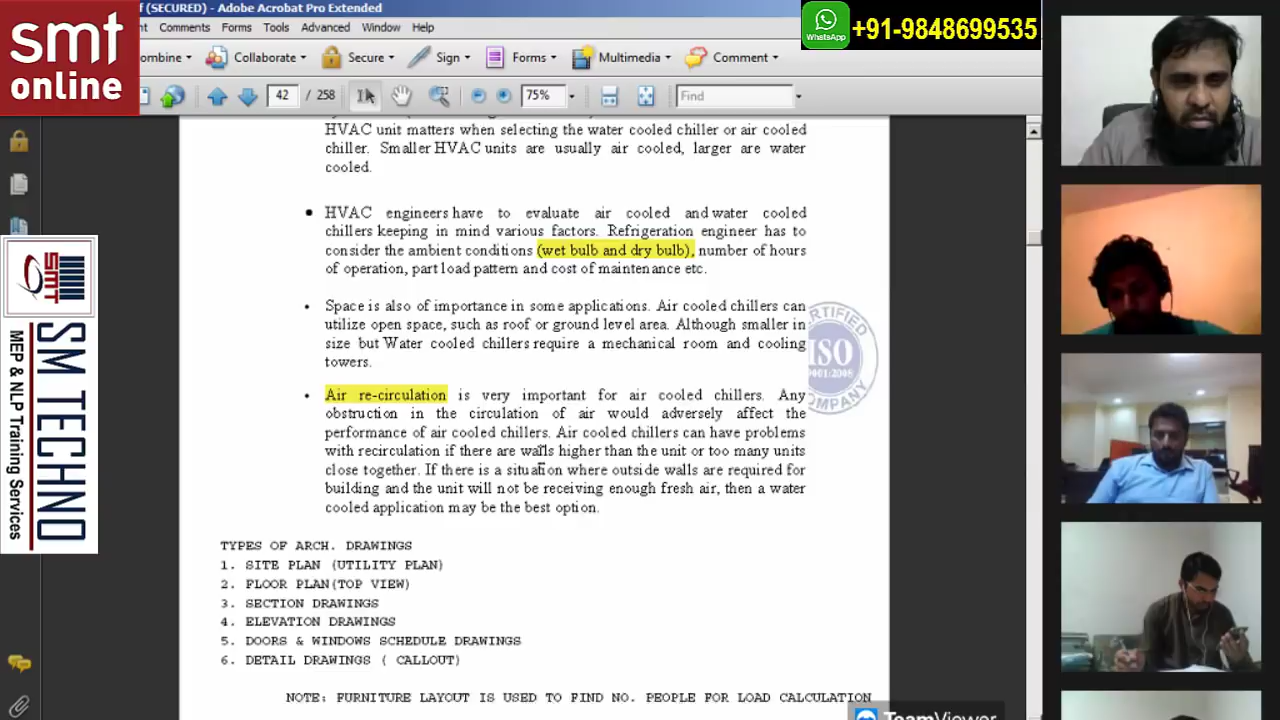 f (SECURED) - Adobe Acrobat Pro Extended
+91-9848699535
WhatsApp
smt
online
nt Comments Forms Tools Advanced Window Help
ombine Collaborate Secure Sign Forms Multimedia Comment
42 / 258 75% Find
HVAC unit matters when selecting the water cooled chiller or air cooled
chiller. Smaller HVAC units are usually air cooled, larger are water
cooled.
• HVAC engineers have to evaluate air cooled and water cooled
chillers keeping in mind various factors. Refrigeration engineer has to
consider the ambient conditions (wet bulb and dry bulb), number of hours
of operation, part load pattern and cost of maintenance etc.
• Space is also of importance in some applications. Air cooled chillers can
utilize open space, such as roof or ground level area. Although smaller in
size but Water cooled chillers require a mechanical room and cooling
towers.
• Air re-circulation is very important for air cooled chillers. Any
obstruction in the circulation of air would adversely affect the
performance of air cooled chillers. Air cooled chillers can have problems
with recirculation if there are walls higher than the unit or too many units
close together. If there is a situation where outside walls are required for
building and the unit will not be receiving enough fresh air, then a water
cooled application may be the best option.
TYPES OF ARCH. DRAWINGS
1. SITE PLAN (UTILITY PLAN)
2. FLOOR PLAN(TOP VIEW)
3. SECTION DRAWINGS
4. ELEVATION DRAWINGS
5. DOORS & WINDOWS SCHEDULE DRAWINGS
6. DETAIL DRAWINGS ( CALLOUT)
NOTE: FURNITURE LAYOUT IS USED TO FIND NO. PEOPLE FOR LOAD CALCULATION
SMT
SM TECHNO
MEP & NLP Training Services
ERTIFIED
ISO
9001:2008
COMPANY
TeamViewer